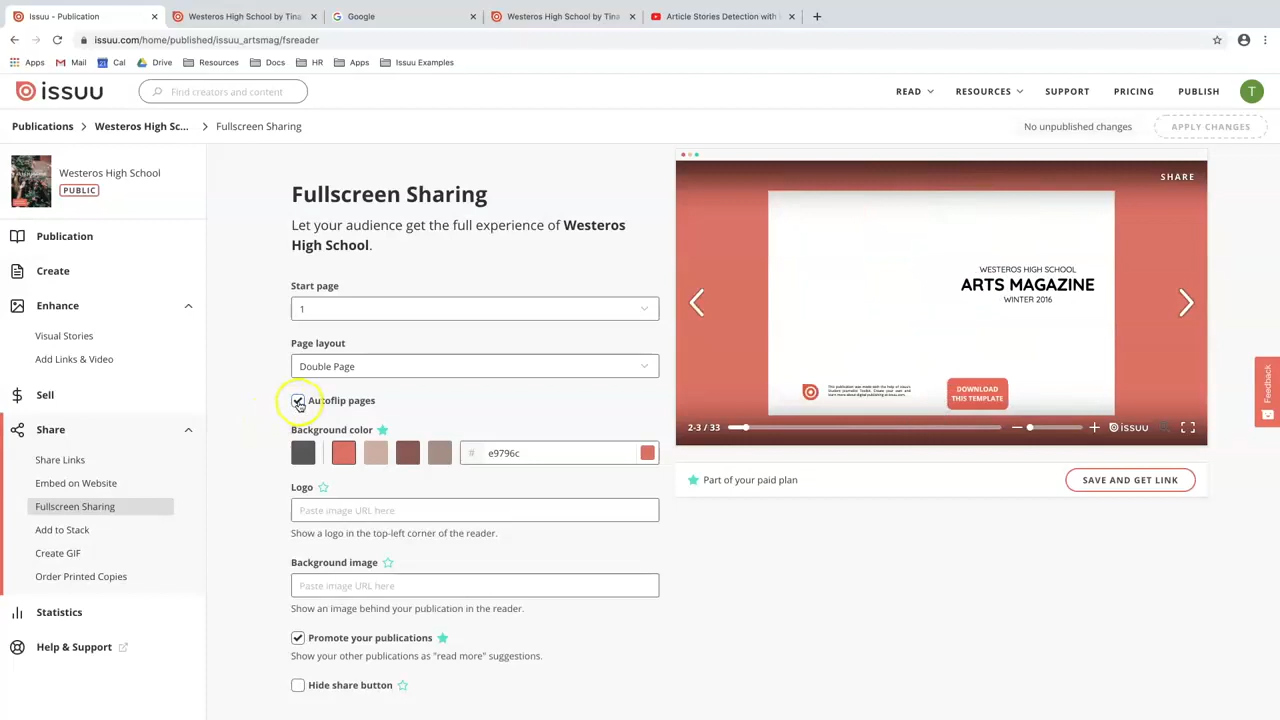 Issuu - Publication
Westeros High School by Tina
Google
Westeros High School by Tina
Article Stories Detection with
issuu.com/home/published/issuu_artsmag/fsreader
Apps Mail Cal Drive Resources Docs HR Apps Issuu Examples
issuu Find creators and content READ RESOURCES SUPPORT PRICING PUBLISH T
Publications Westeros High Sc... Fullscreen Sharing No unpublished changes APPLY CHANGES
Westeros High School
PUBLIC
Publication
Create
Enhance
Visual Stories
Add Links & Video
Sell
Share
Share Links
Embed on Website
Fullscreen Sharing
Add to Stack
Create GIF
Order Printed Copies
Statistics
Help & Support
Fullscreen Sharing
Let your audience get the full experience of Westeros
High School.
Start page
1
Page layout
Double Page
Autoflip pages
Background color
# e9796c
Logo
Paste image URL here
Show a logo in the top-left corner of the reader.
Background image
Paste image URL here
Show an image behind your publication in the reader.
Promote your publications
Show your other publications as "read more" suggestions.
Hide share button
SHARE
WESTEROS HIGH SCHOOL
ARTS MAGAZINE
WINTER 2016
DOWNLOAD
THIS TEMPLATE
2-3 / 33 issuu
Part of your paid plan SAVE AND GET LINK
Feedback